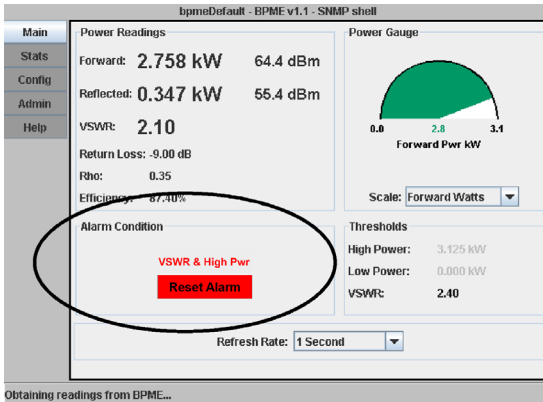 bpmeDefault - BPME v1.1 - SNMP shell
Main
Stats
Config
Admin
Help
Power Readings
Forward: 2.758 kW 64.4 dBm
Reflected: 0.347 kW 55.4 dBm
VSWR: 2.10
Return Loss: -9.00 dB
Rho: 0.35
Efficiency: 87.40%
Power Gauge
0.0 2.8 3.1
Forward Pwr kW
Scale: Forward Watts
Alarm Condition
VSWR & High Pwr
Reset Alarm
Thresholds
High Power: 3.125 kW
Low Power: 0.000 kW
VSWR: 2.40
Refresh Rate: 1 Second
Obtaining readings from BPME...